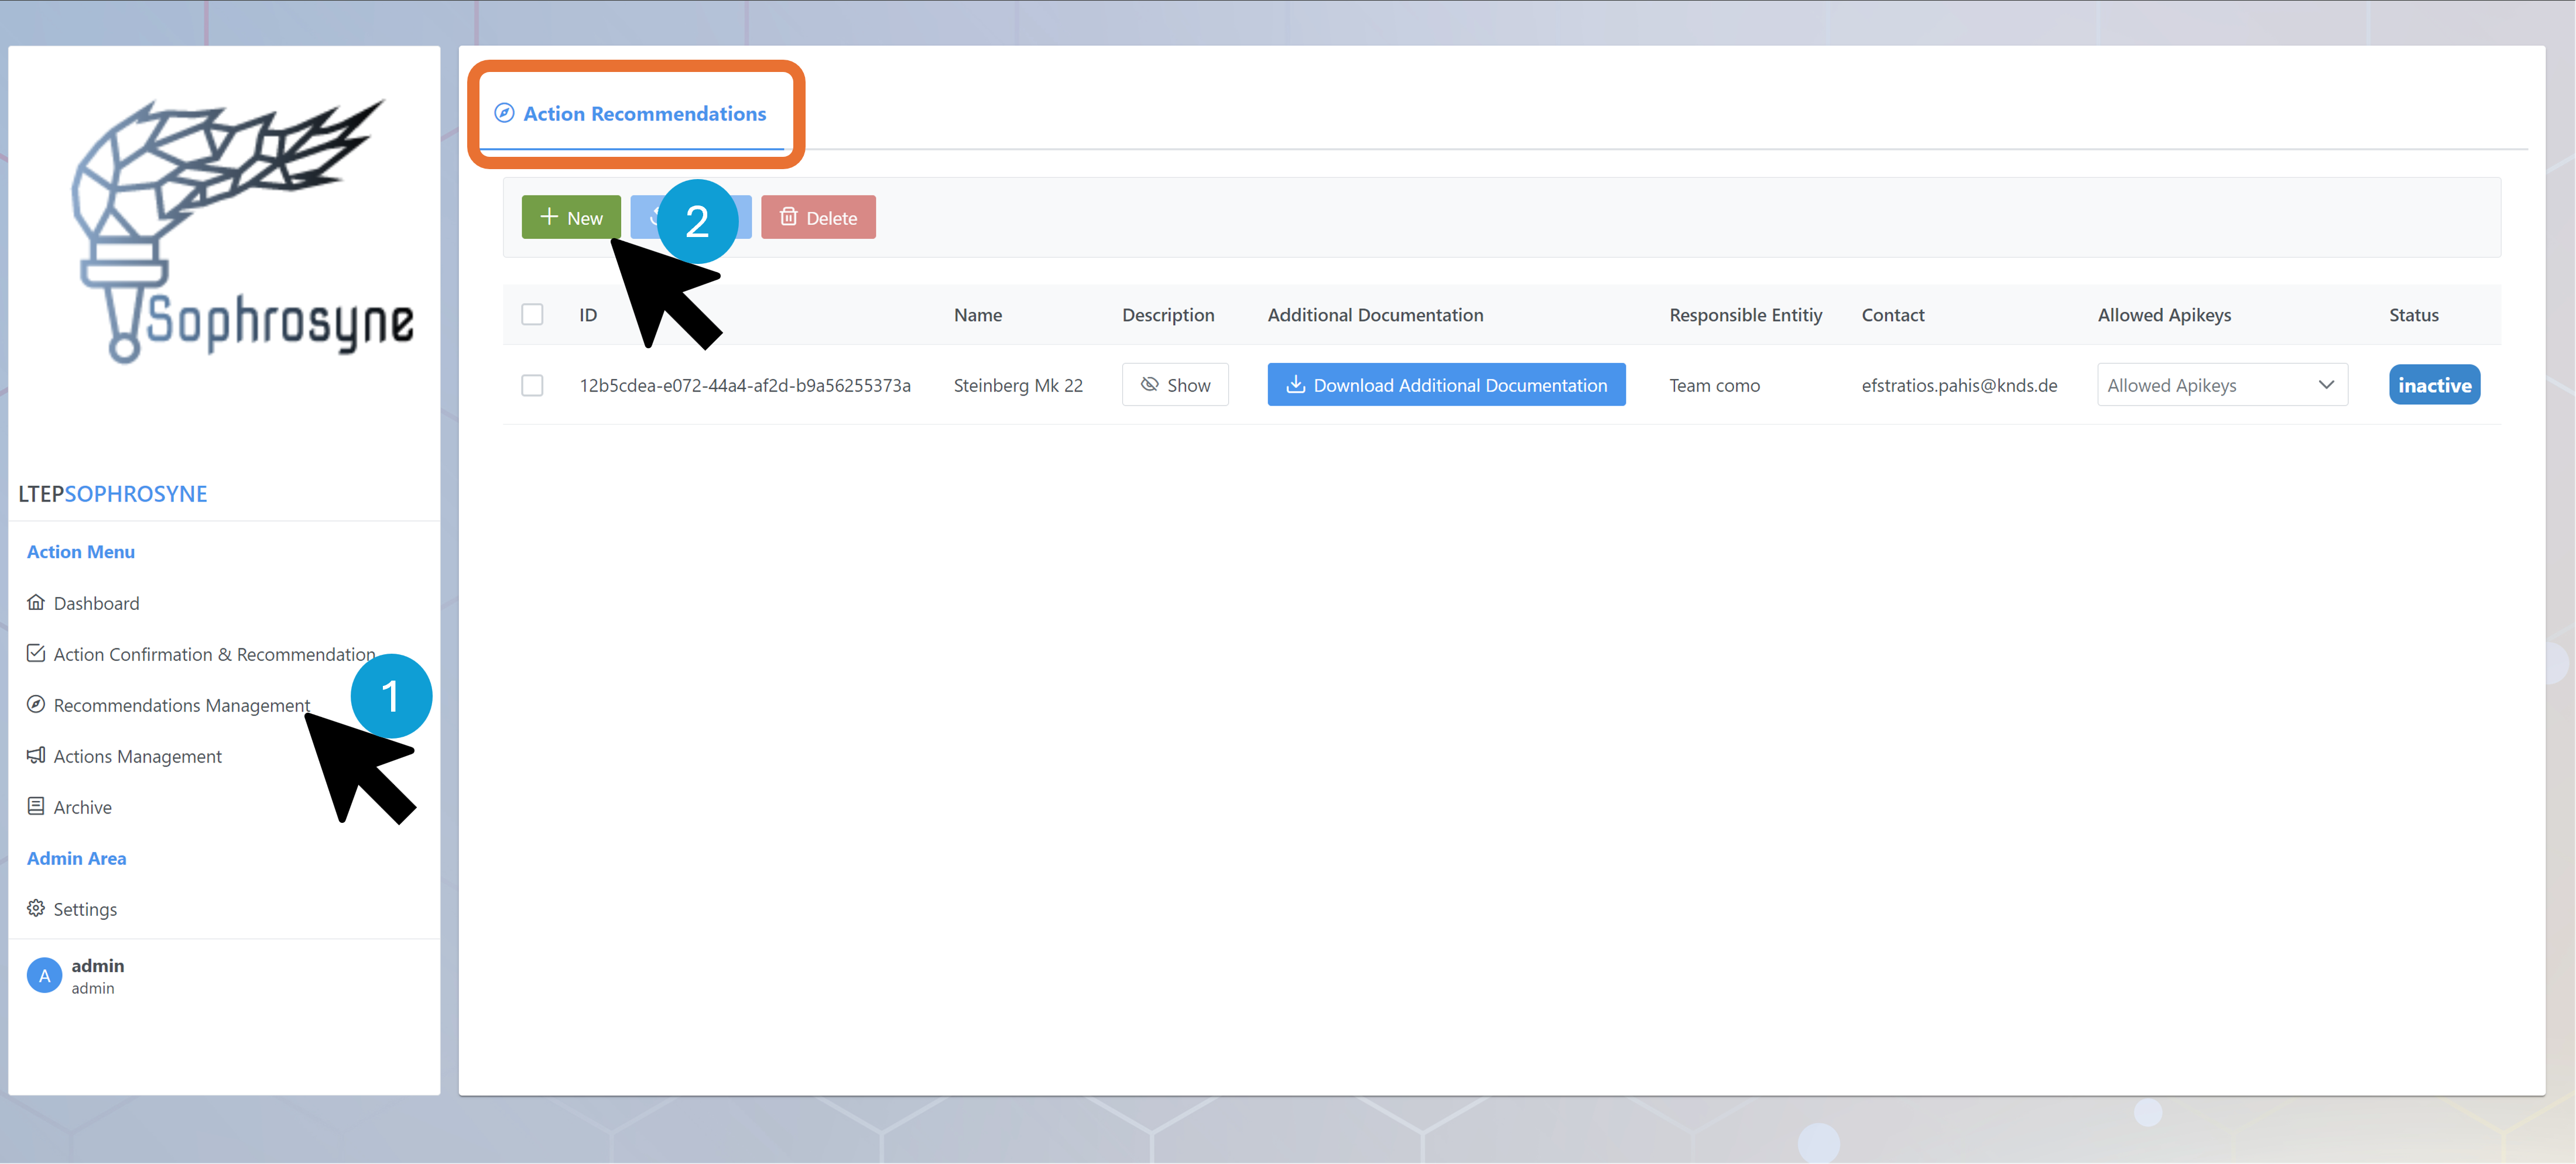 Sophrosyne
LTEPSOPHROSYNE
Action Menu
Dashboard
Action Confirmation & Recommendation
1
Recommendations Management
Actions Management
Archive
Admin Area
Settings
A
admin
admin
Action Recommendations
New
2
Delete
ID Name Description Additional Documentation Responsible Entitiy Contact Allowed Apikeys Status
12b5cdea-e072-44a4-af2d-b9a56255373a Steinberg Mk 22 Show Download Additional Documentation Team como efstratios.pahis@knds.de Allowed Apikeys inactive